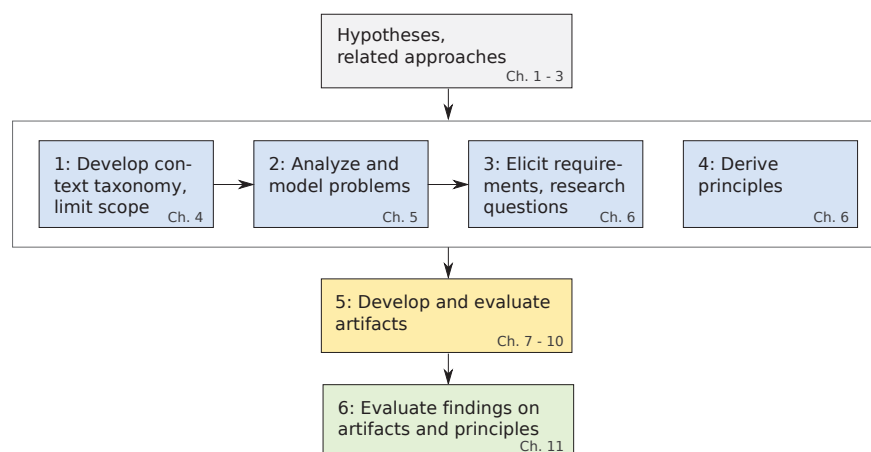 Hypotheses,
related approaches
Ch. 1 - 3
1: Develop con-
text taxonomy,
limit scope
Ch. 4
2: Analyze and
model problems
Ch. 5
3: Elicit require-
ments, research
questions
Ch. 6
4: Derive
principles
Ch. 6
5: Develop and evaluate
artifacts
Ch. 7 - 10
6: Evaluate findings on
artifacts and principles
Ch. 11